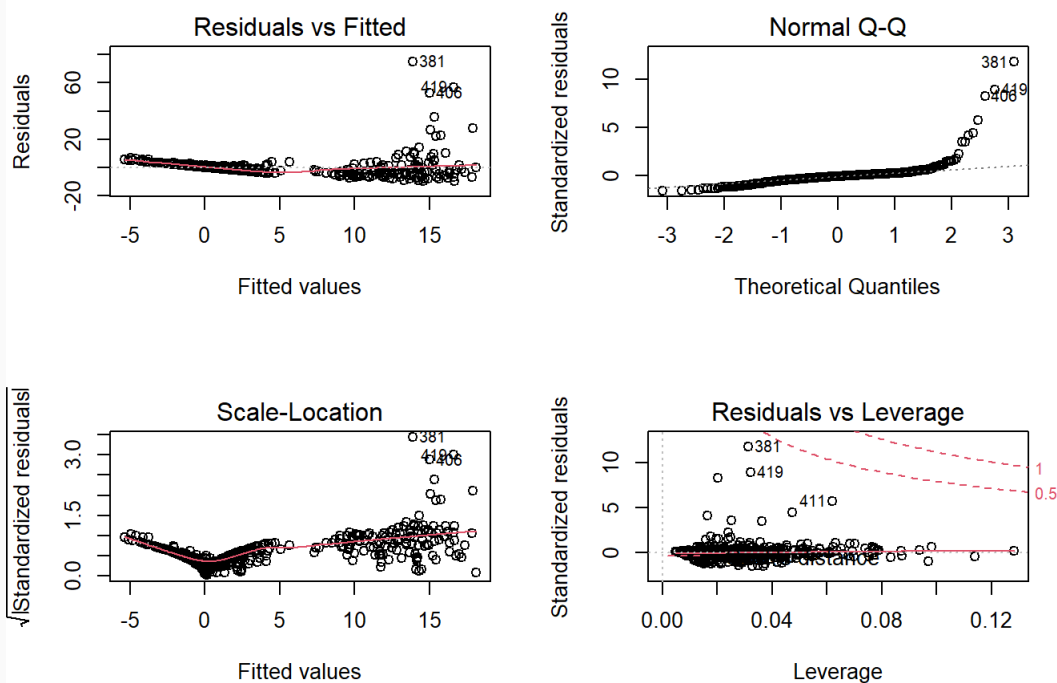 Residuals vs Fitted
Residuals
60
20
-20
381
419
406
-5 0 5 10 15
Fitted values
Normal Q-Q
Standardized residuals
10
5
0
381
419
406
-3 -2 -1 0 1 2 3
Theoretical Quantiles
Scale-Location
√|Standardized residuals|
3.0
1.5
0.0
381
419
406
-5 0 5 10 15
Fitted values
Residuals vs Leverage
Standardized residuals
10
5
0
381
419
411
1
0.5
distance
0.00 0.04 0.08 0.12
Leverage